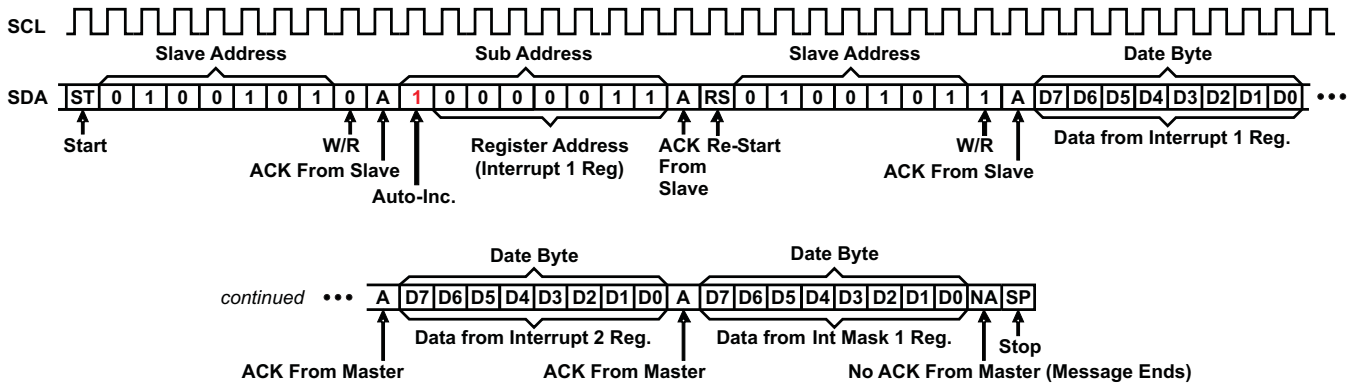 SCL
Slave Address Sub Address Slave Address Date Byte
SDA ST 0 1 0 0 1 0 1 0 A 1 0 0 0 0 0 1 1 A RS 0 1 0 0 1 0 1 1 A D7 D6 D5 D4 D3 D2 D1 D0 •••
Start W/R Register Address ACK Re-Start W/R Data from Interrupt 1 Reg.
ACK From Slave (Interrupt 1 Reg) From ACK From Slave
Slave
Auto-Inc.
Date Byte Date Byte
continued ••• A D7 D6 D5 D4 D3 D2 D1 D0 A D7 D6 D5 D4 D3 D2 D1 D0 NA SP
Data from Interrupt 2 Reg. Data from Int Mask 1 Reg.
Stop
ACK From Master ACK From Master No ACK From Master (Message Ends)